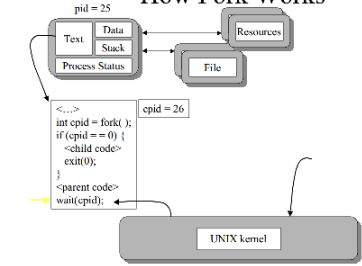 How Fork Works
pid = 25
Text
Data
Stack
Process Status
Resources
File
<…>
int cpid = fork( );
if (cpid == 0) {
<child code>
exit(0);
}
<parent code>
wait(cpid);
cpid = 26
UNIX kernel